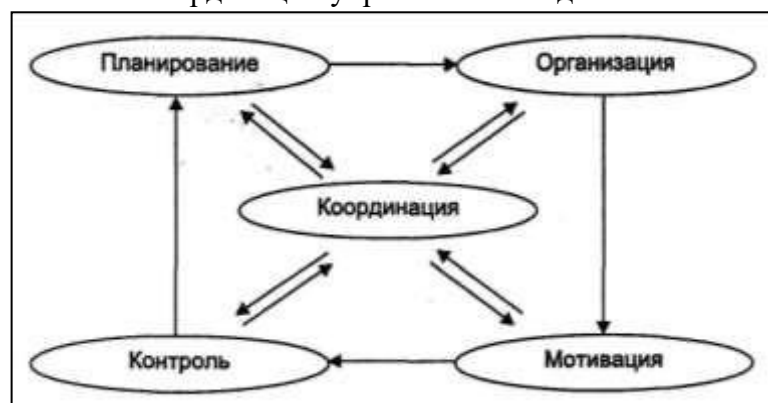 Планирование
Организация
Координация
Контроль
Мотивация